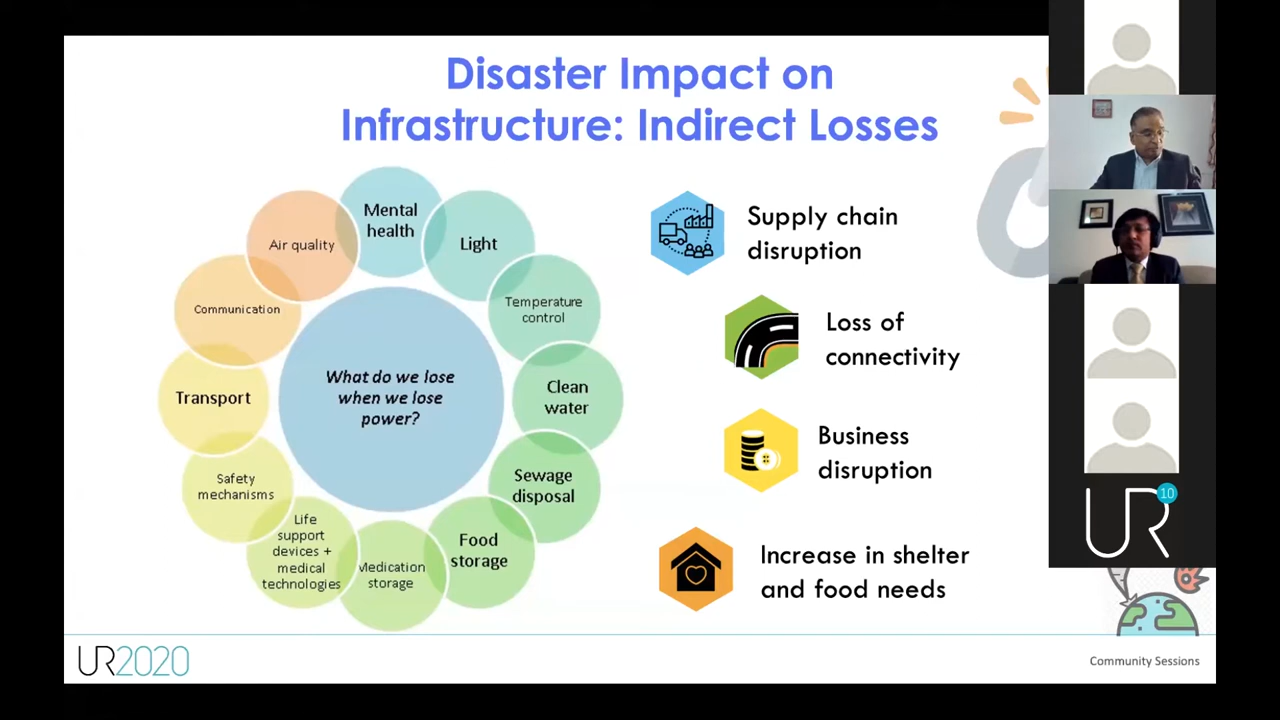 Disaster Impact on
Infrastructure: Indirect Losses
Mental
health
Light
Temperature
control
Clean
water
Sewage
disposal
Food
storage
Medication
storage
Life
support
devices +
medical
technologies
Safety
mechanisms
Transport
Communication
Air quality
What do we lose
when we lose
power?
Supply chain
disruption
Loss of
connectivity
Business
disruption
Increase in shelter
and food needs
UR2020
Community Sessions
UR
10